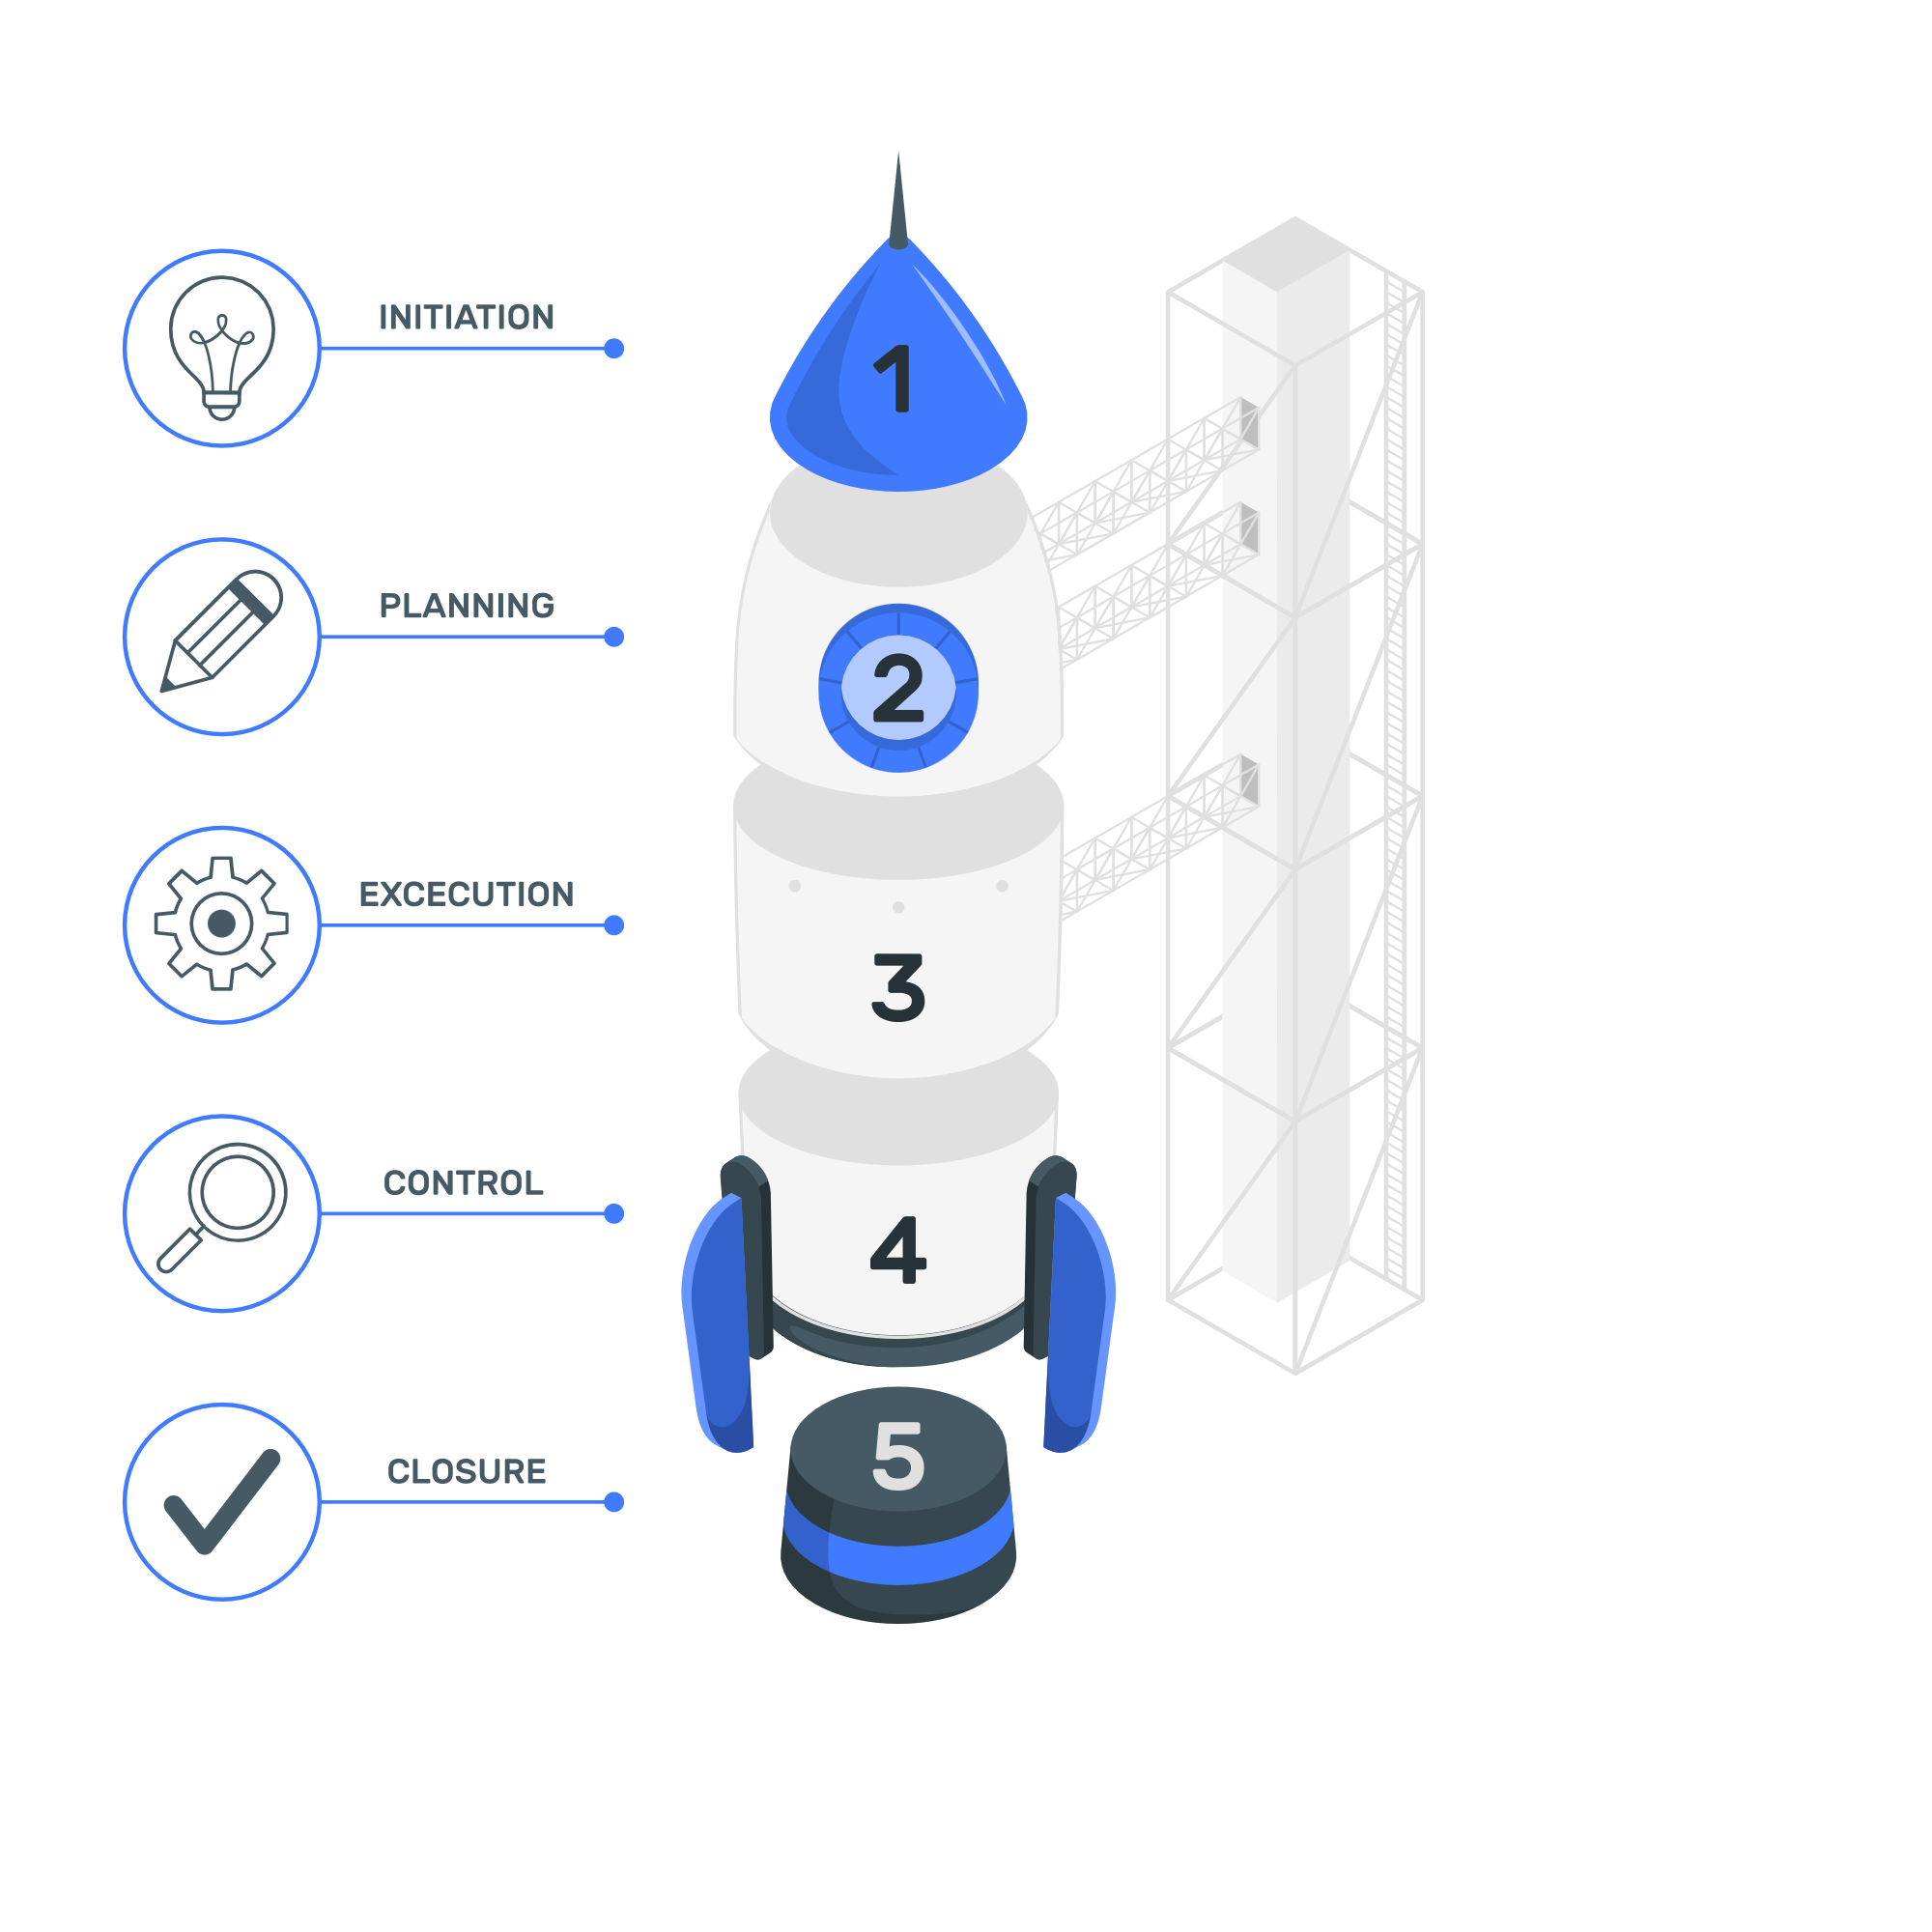 INITIATION
1
PLANNING
2
EXCECUTION
3
CONTROL
4
CLOSURE
5